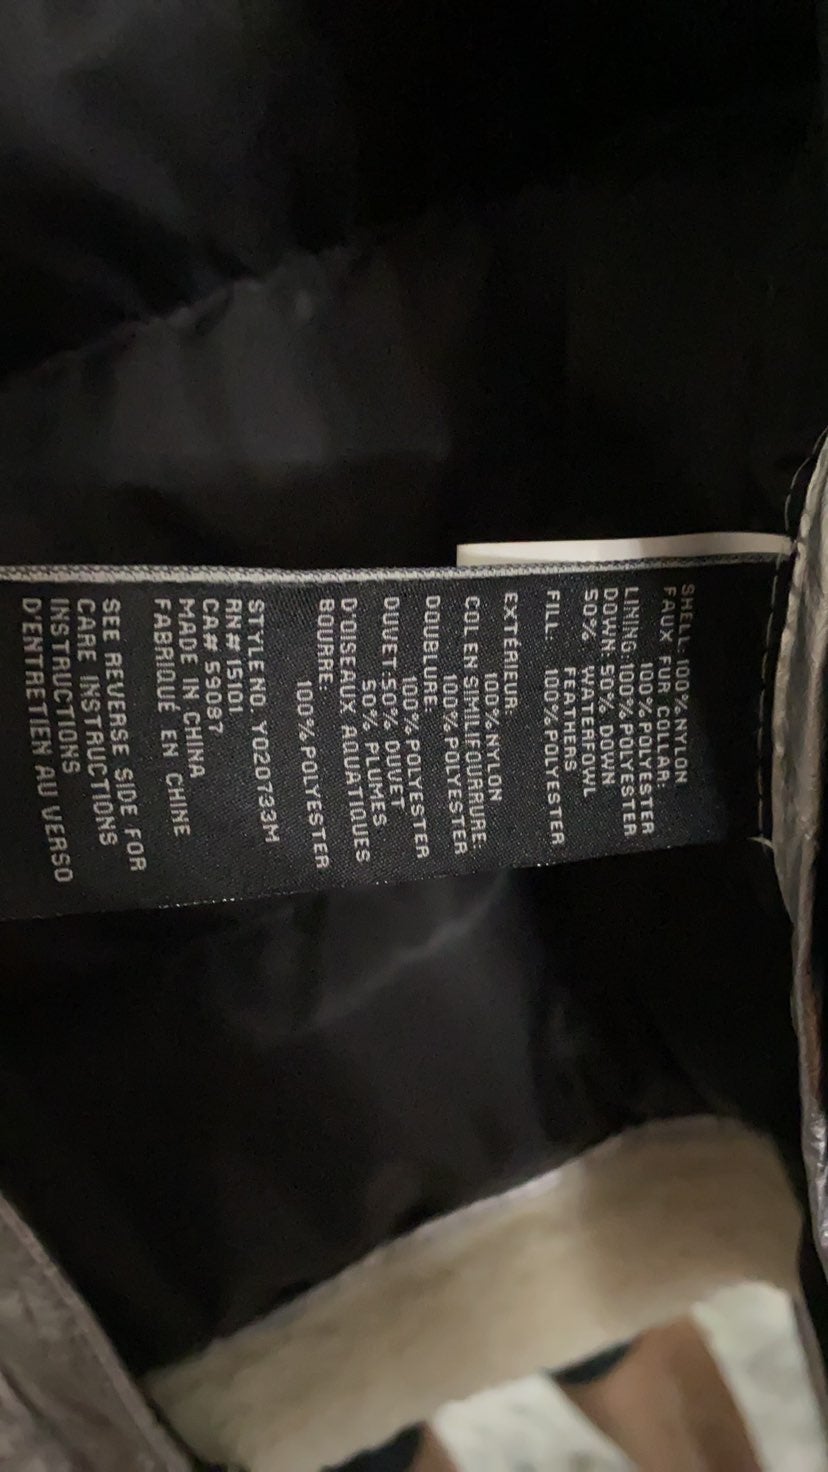 SHELL: 100% NYLON
FAUX FUR COLLAR:
100% POLYESTER
LINING: 100% POLYESTER
DOWN: 50% DOWN
50% WATERFOWL
FEATHERS
FILL: 100% POLYESTER
EXTÉRIEUR:
100% NYLON
COL EN SIMILIFOURRURE:
100% POLYESTER
DOUBLURE:
100% POLYESTER
DUVET: 50% DUVET
50% PLUMES
D'OISEAUX AQUATIQUES
BOURRE:
100% POLYESTER
STYLE NO. Y020733M
RN# 15101
CA# 59087
MADE IN CHINA
FABRIQUÉ EN CHINE
SEE REVERSE SIDE FOR
CARE INSTRUCTIONS
INSTRUCTIONS
D'ENTRETIEN AU VERSO